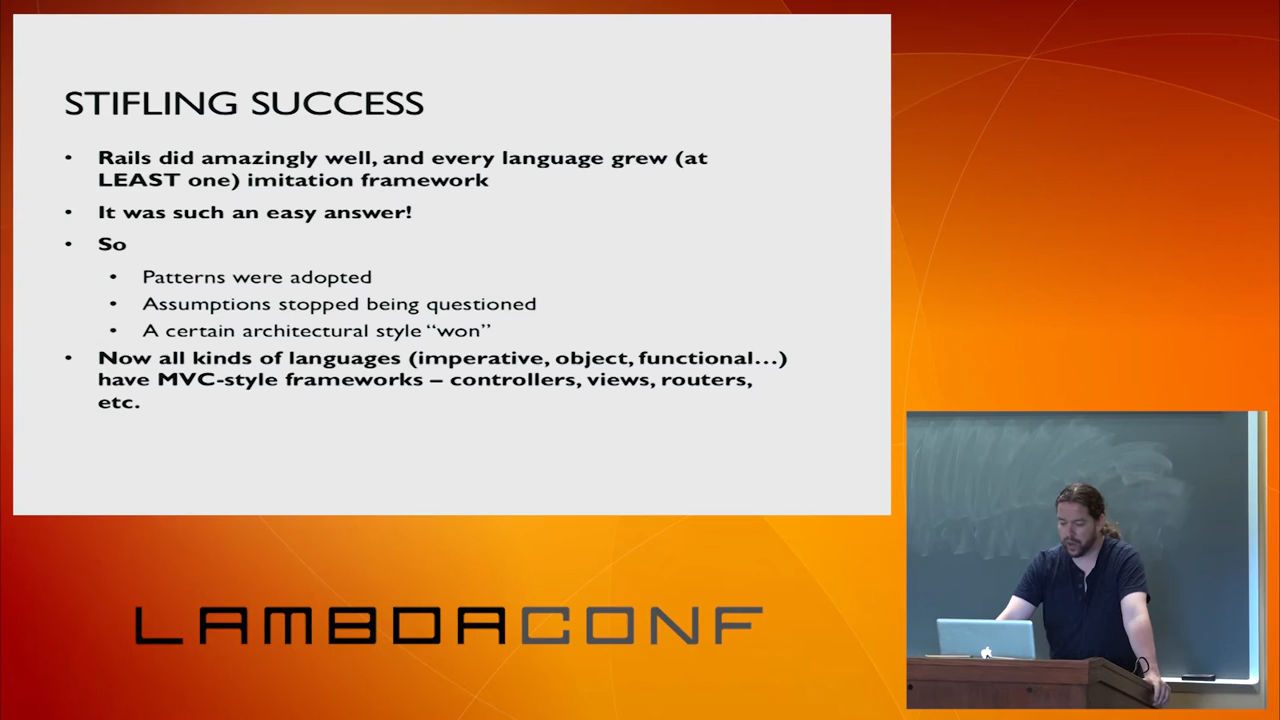 STIFLING SUCCESS
• Rails did amazingly well, and every language grew (at
LEAST one) imitation framework
• It was such an easy answer!
• So
• Patterns were adopted
• Assumptions stopped being questioned
• A certain architectural style “won”
• Now all kinds of languages (imperative, object, functional…)
have MVC-style frameworks – controllers, views, routers,
etc.
LAMBDACONF